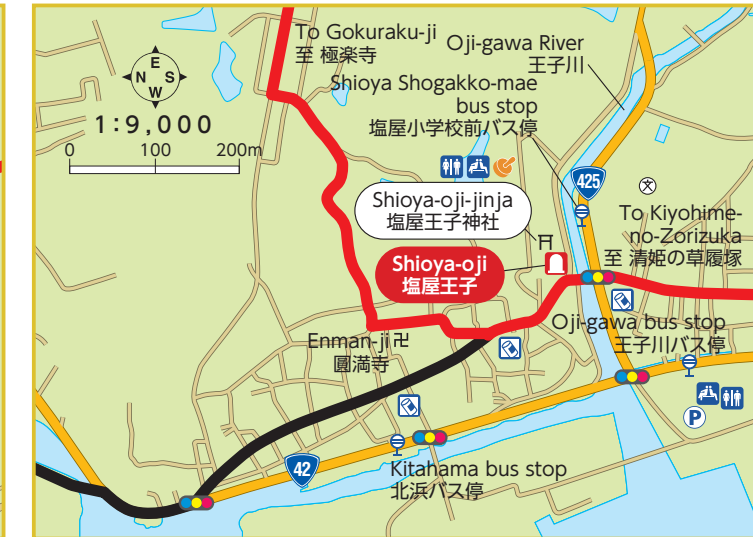 To Gokuraku-ji
至 極楽寺
Oji-gawa River
王子川
Shioya Shogakko-mae
bus stop
塩屋小学校前バス停
E
N S
W
1:9,000
0 100 200m
425
文
Shioya-oji-jinja
塩屋王子神社
To Kiyohime-
no-Zorizuka
至 清姫の草履塚
Shioya-oji
塩屋王子
Enman-ji 卍
圓満寺
Oji-gawa bus stop
王子川バス停
P
42
Kitahama bus stop
北浜バス停